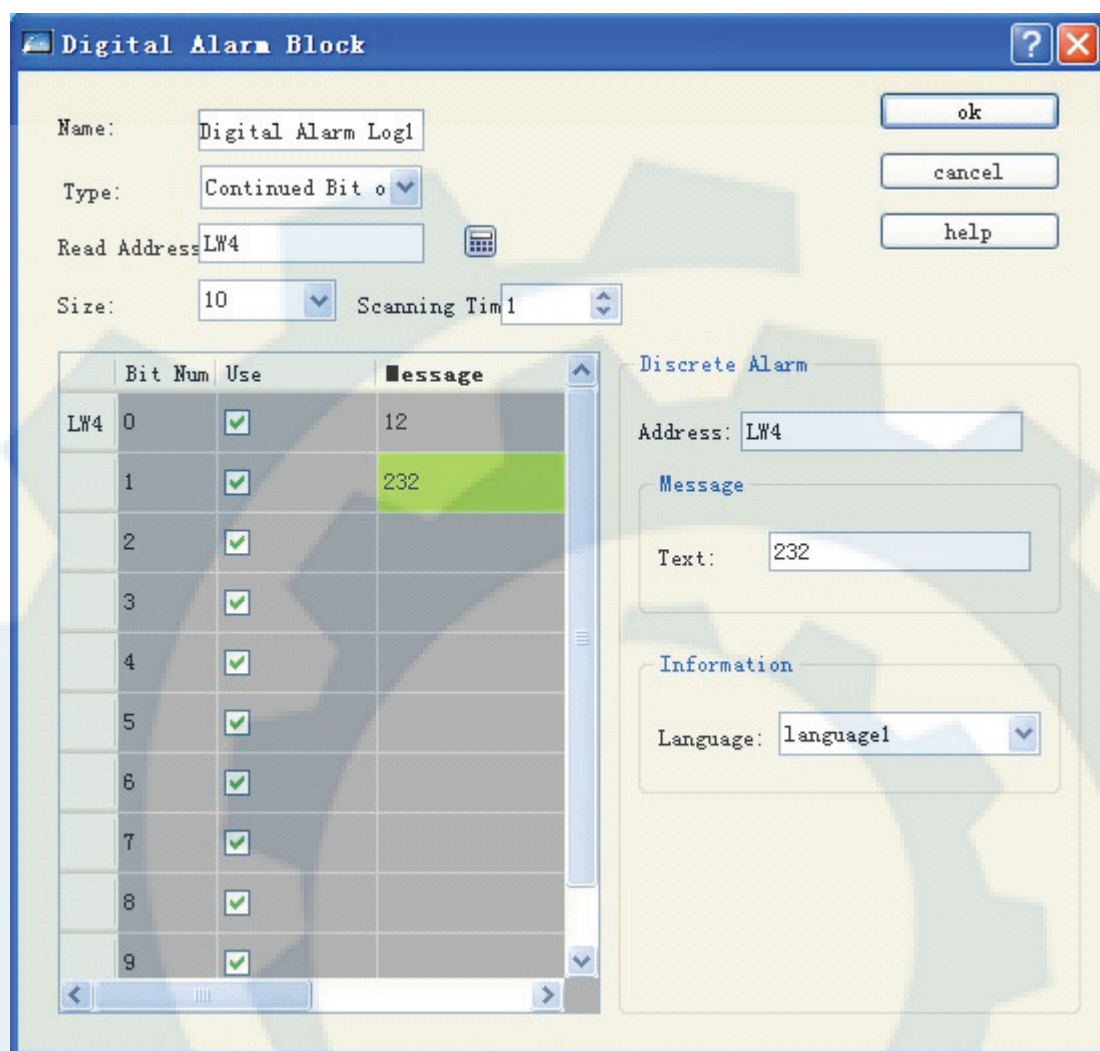 Digital Alarm Block
Name: Digital Alarm Log1
ok
Type: Continued Bit o
cancel
Read Address LW4
help
Size: 10 Scanning Tim 1
Bit Num Use Message
LW4 0 12
1 232
2
3
4
5
6
7
8
9
Discrete Alarm
Address: LW4
Message
Text: 232
Information
Language: language1